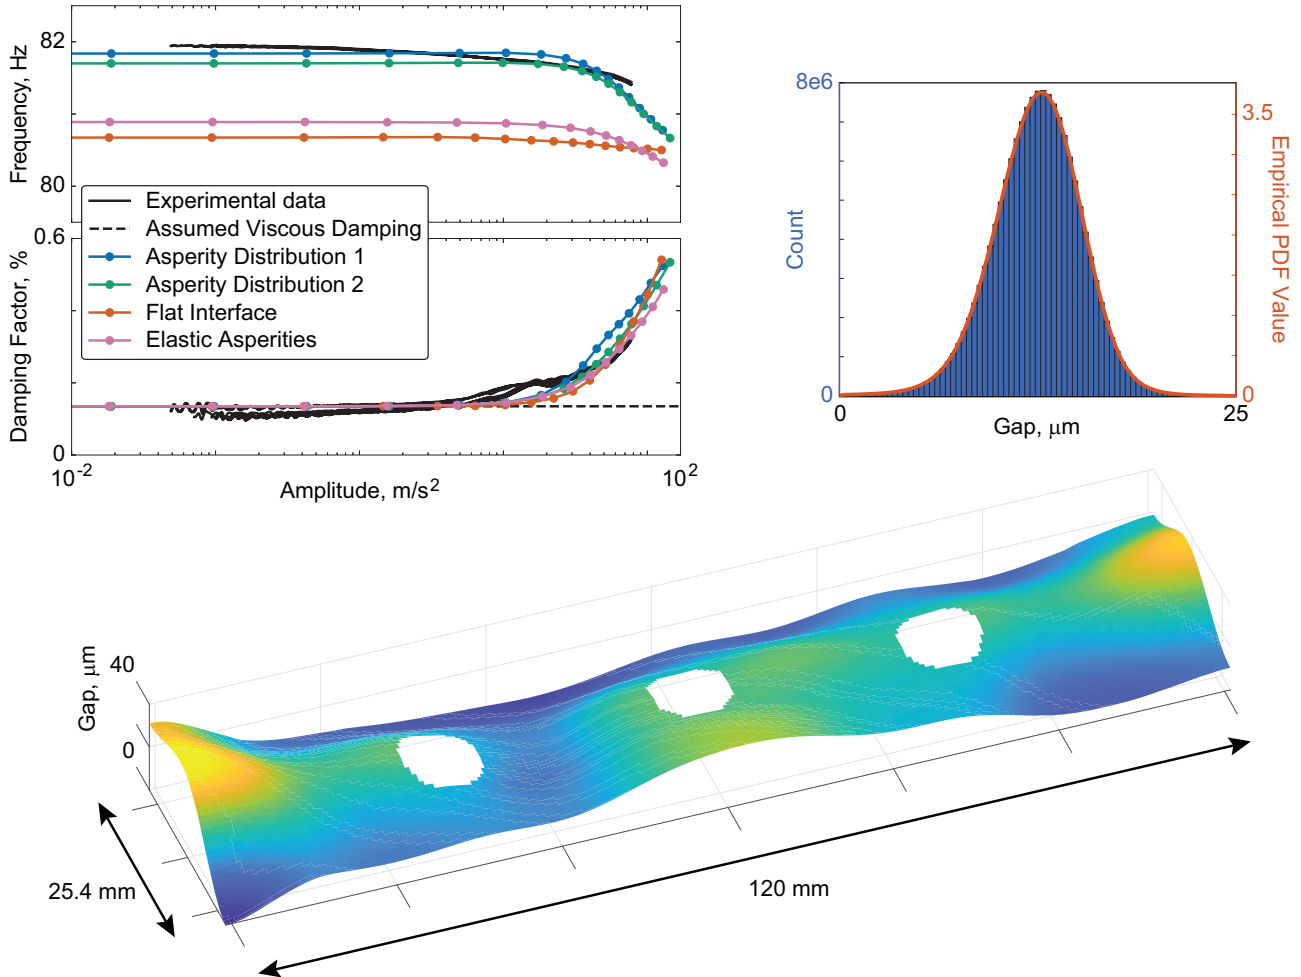 Frequency, Hz
82
80
Experimental data
Assumed Viscous Damping
Asperity Distribution 1
Asperity Distribution 2
Flat Interface
Elastic Asperities
Damping Factor, %
0.6
0
10-2
102
Amplitude, m/s2
8e6
0
Count
3.5
0
Empirical PDF Value
0
25
Gap, μm
Gap, μm
40
0
25.4 mm
120 mm